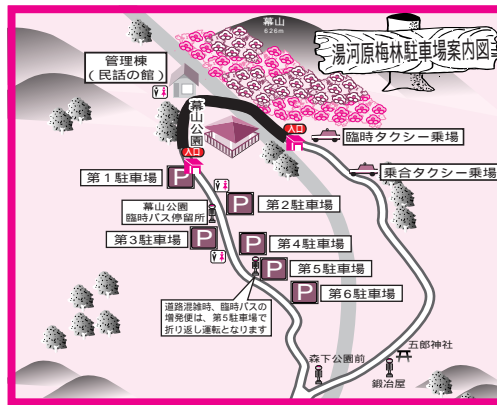 幕山
626m
湯河原梅林駐車場案内図
管理棟
(民話の館)
幕山公園
入口
入口
臨時タクシー乗場
乗合タクシー乗場
第1駐車場
P
幕山公園
臨時バス停留所
P
第2駐車場
第3駐車場
P
P
第4駐車場
P
第5駐車場
P
第6駐車場
道路混雑時、臨時バスの
増発便は、第5駐車場で
折り返し運転となります
五郎神社
森下公園前
鍛冶屋